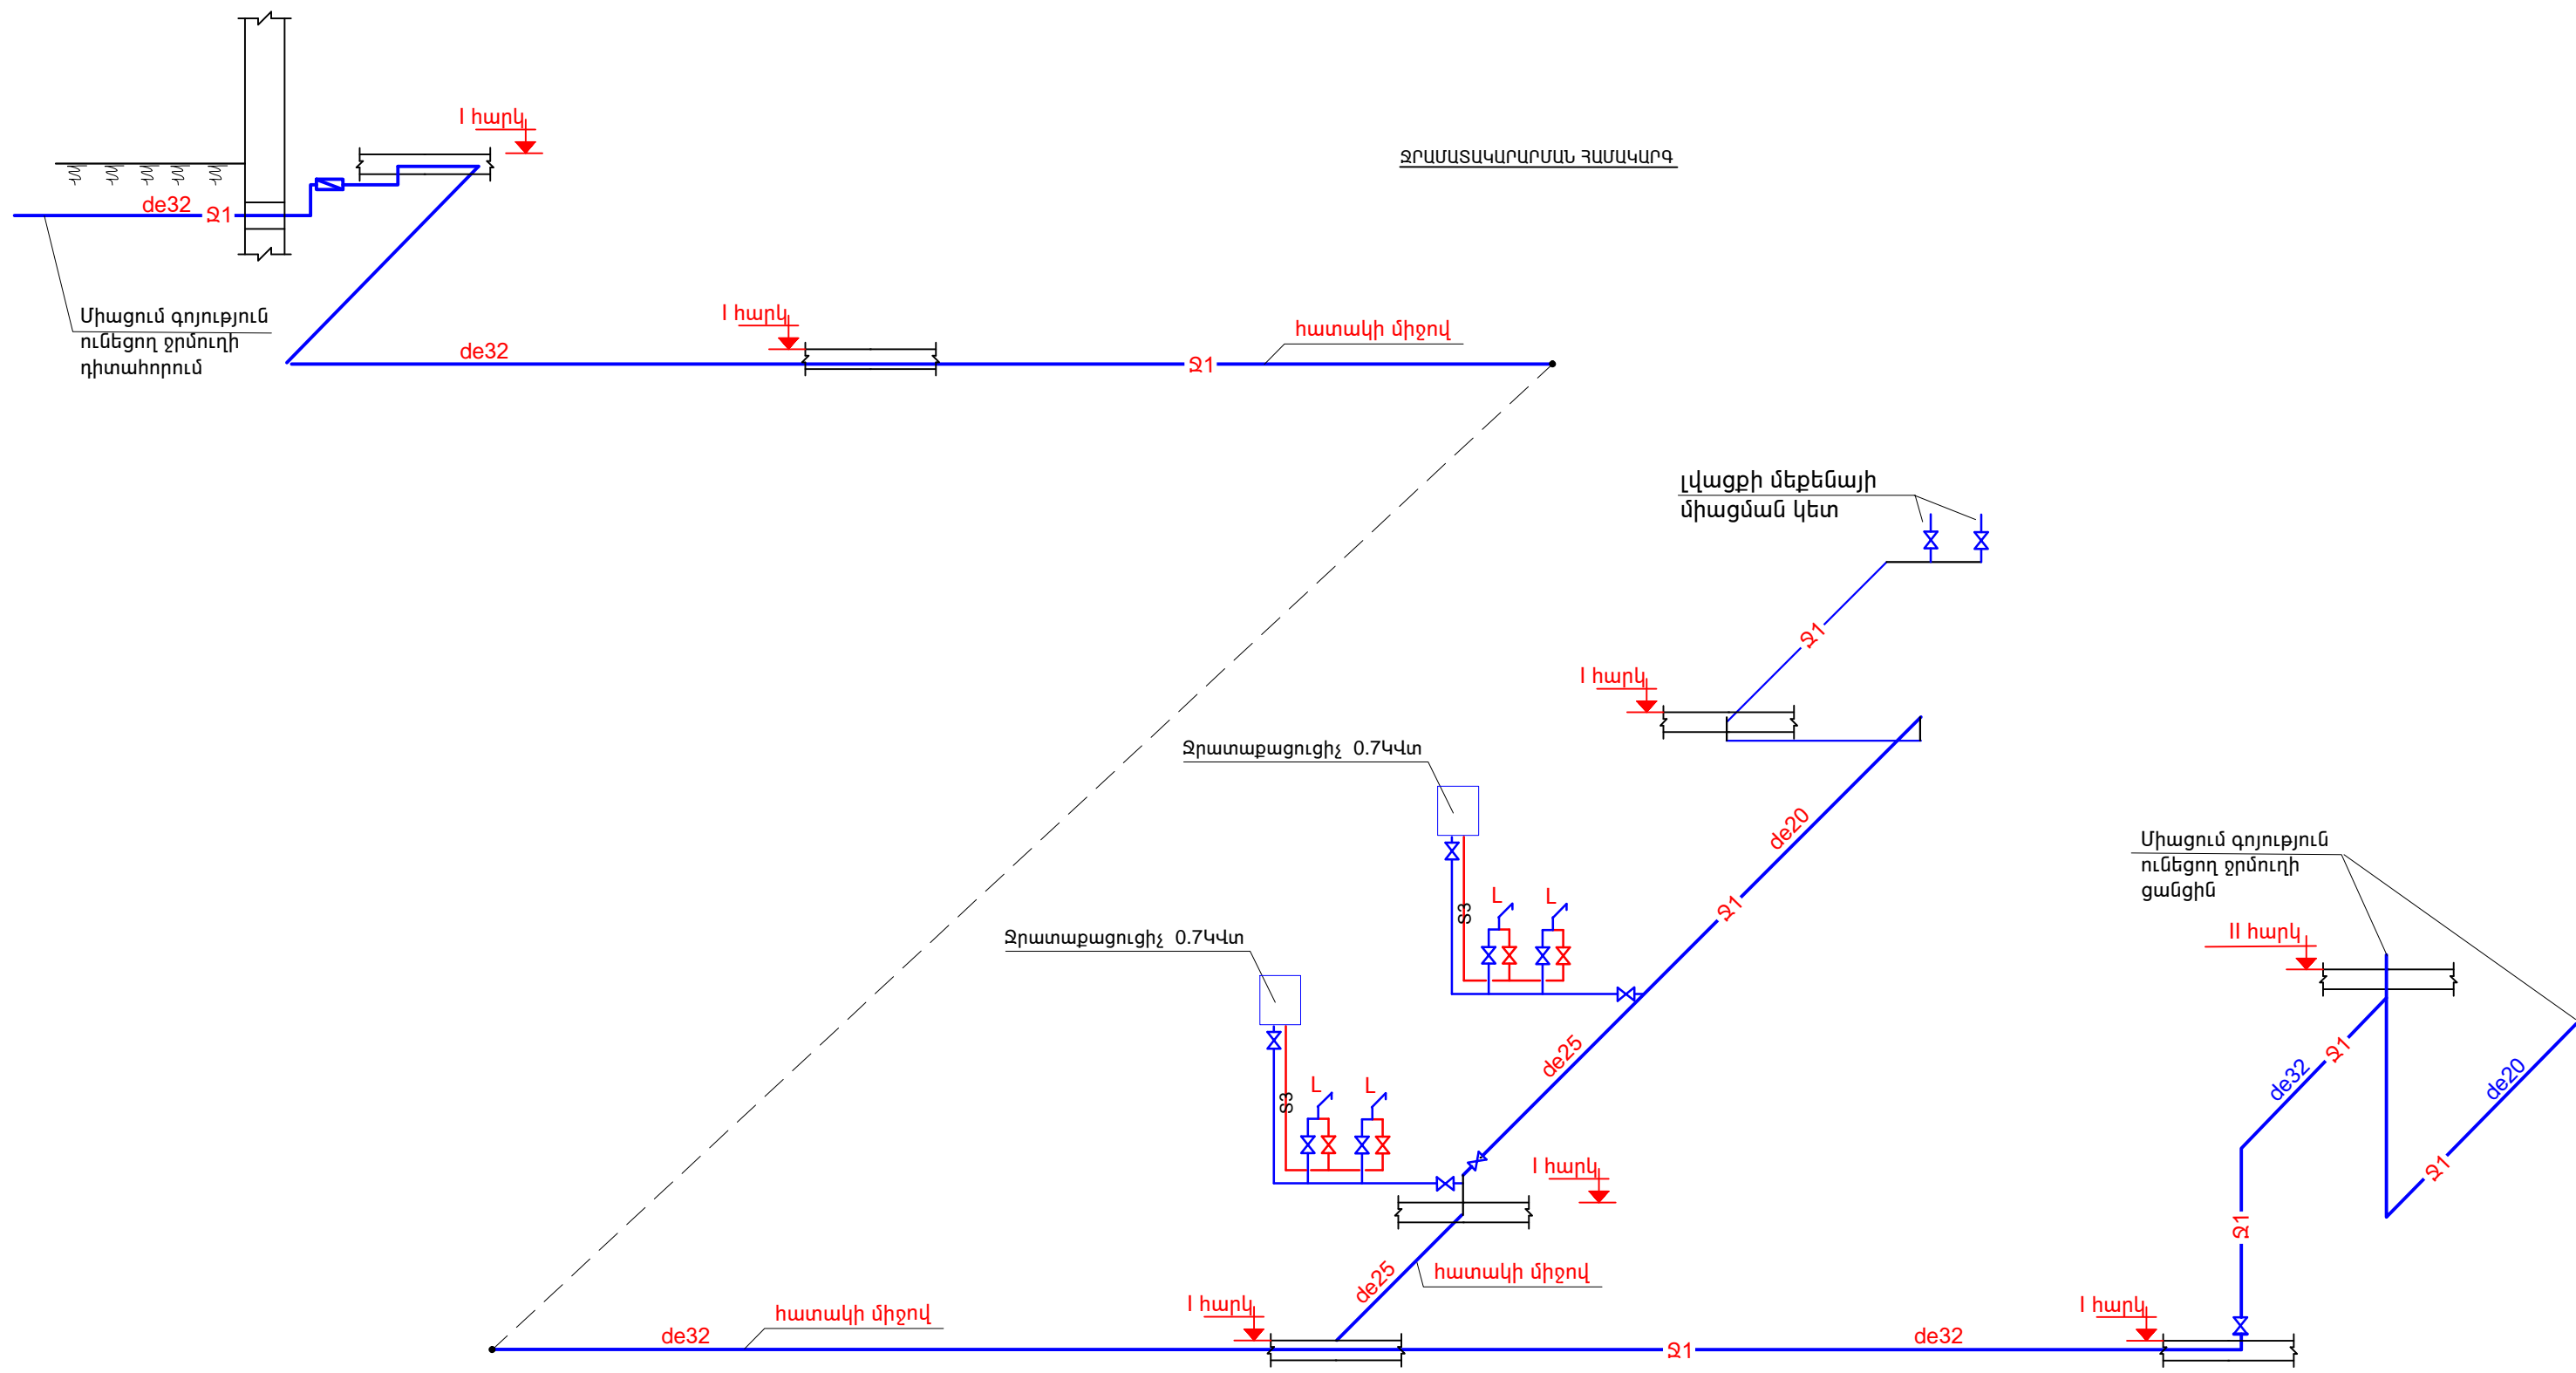 I հարկ
ՋՐԱՄԱՏԱԿԱՐԱՐՄԱՆ ՀԱՄԱԿԱՐԳ
de32
Ջ1
Միացում գոյություն
ունեցող ջրմուղի
դիտահորում
I հարկ
հատակի միջով
de32
Ջ1
լվացքի մեքենայի
միացման կետ
Ջ1
I հարկ
Ջրատաքացուցիչ 0.7ԿՎտ
de20
Միացում գոյություն
ունեցող ջրմուղի
ցանցին
L
L
S3
Ջ1
Ջրատաքացուցիչ 0.7ԿՎտ
II հարկ
de25
Ջ1
de32
de20
L
L
S3
I հարկ
Ջ1
Ջ1
de25
հատակի միջով
I հարկ
I հարկ
հատակի միջով
de32
de32
Ջ1